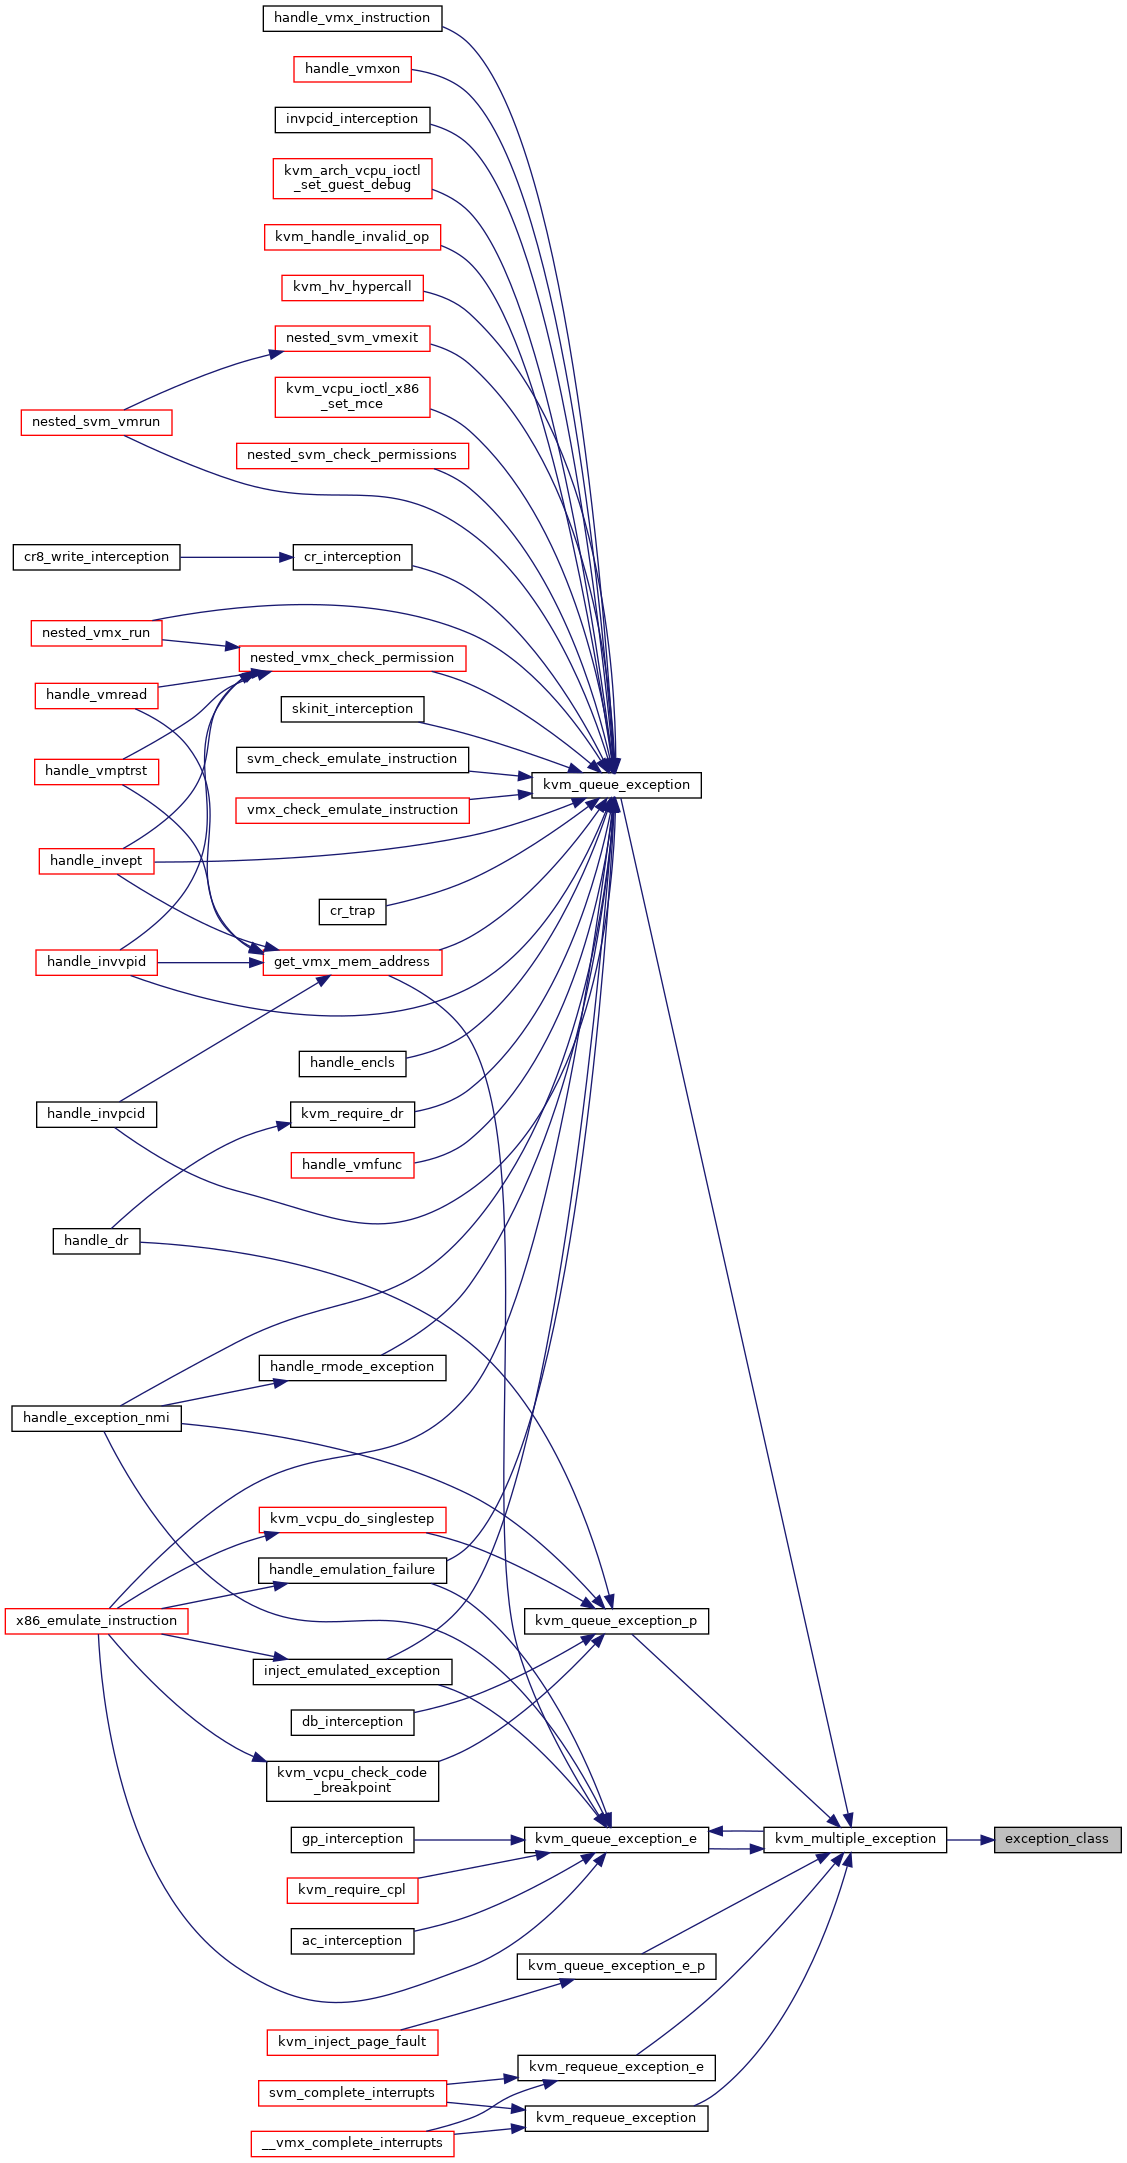 handle_vmx_instruction
handle_vmxon
invpcid_interception
kvm_arch_vcpu_ioctl
_set_guest_debug
kvm_handle_invalid_op
kvm_hv_hypercall
nested_svm_vmexit
kvm_vcpu_ioctl_x86
_set_mce
nested_svm_vmrun
nested_svm_check_permissions
cr8_write_interception
cr_interception
nested_vmx_run
nested_vmx_check_permission
handle_vmread
skinit_interception
svm_check_emulate_instruction
handle_vmptrst
kvm_queue_exception
vmx_check_emulate_instruction
handle_invept
cr_trap
handle_invvpid
get_vmx_mem_address
handle_encls
handle_invpcid
kvm_require_dr
handle_vmfunc
handle_dr
handle_rmode_exception
handle_exception_nmi
kvm_vcpu_do_singlestep
handle_emulation_failure
x86_emulate_instruction
kvm_queue_exception_p
inject_emulated_exception
db_interception
kvm_vcpu_check_code
_breakpoint
gp_interception
kvm_queue_exception_e
kvm_multiple_exception
exception_class
kvm_require_cpl
ac_interception
kvm_queue_exception_e_p
kvm_inject_page_fault
kvm_requeue_exception_e
svm_complete_interrupts
kvm_requeue_exception
__vmx_complete_interrupts